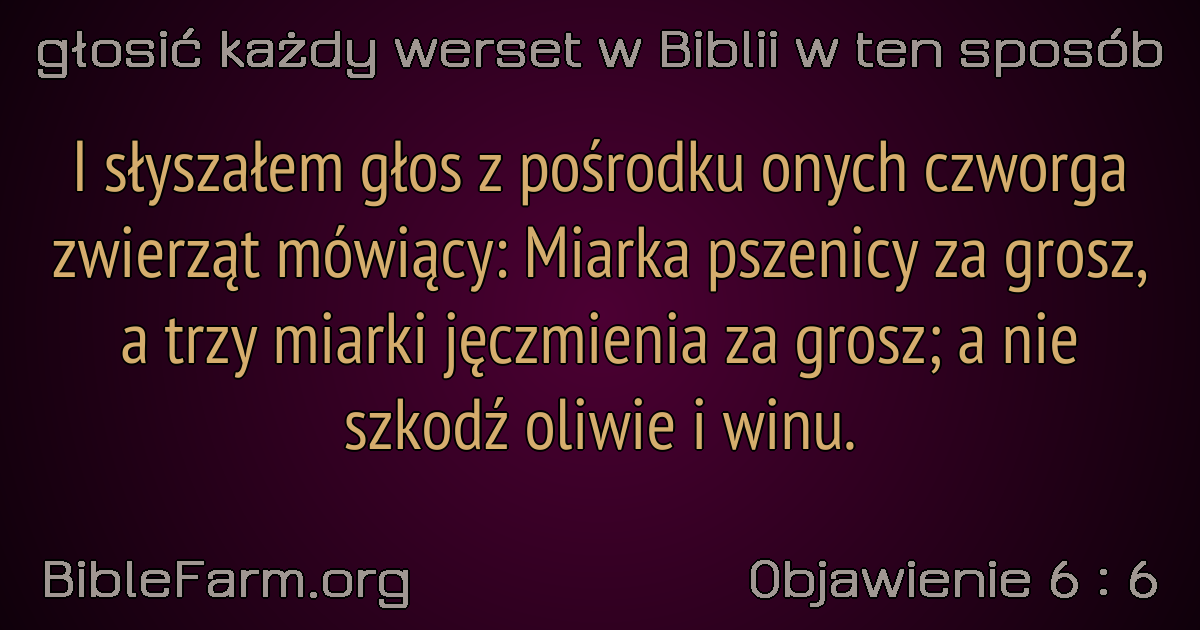 głosić każdy werset w Biblii w ten sposób
I słyszałem głos z pośrodku onych czworga
zwierząt mówiący: Miarka pszenicy za grosz,
a trzy miarki jęczmienia za grosz; a nie
szkodź oliwie i winu.
BibleFarm.org
Objawienie 6 : 6